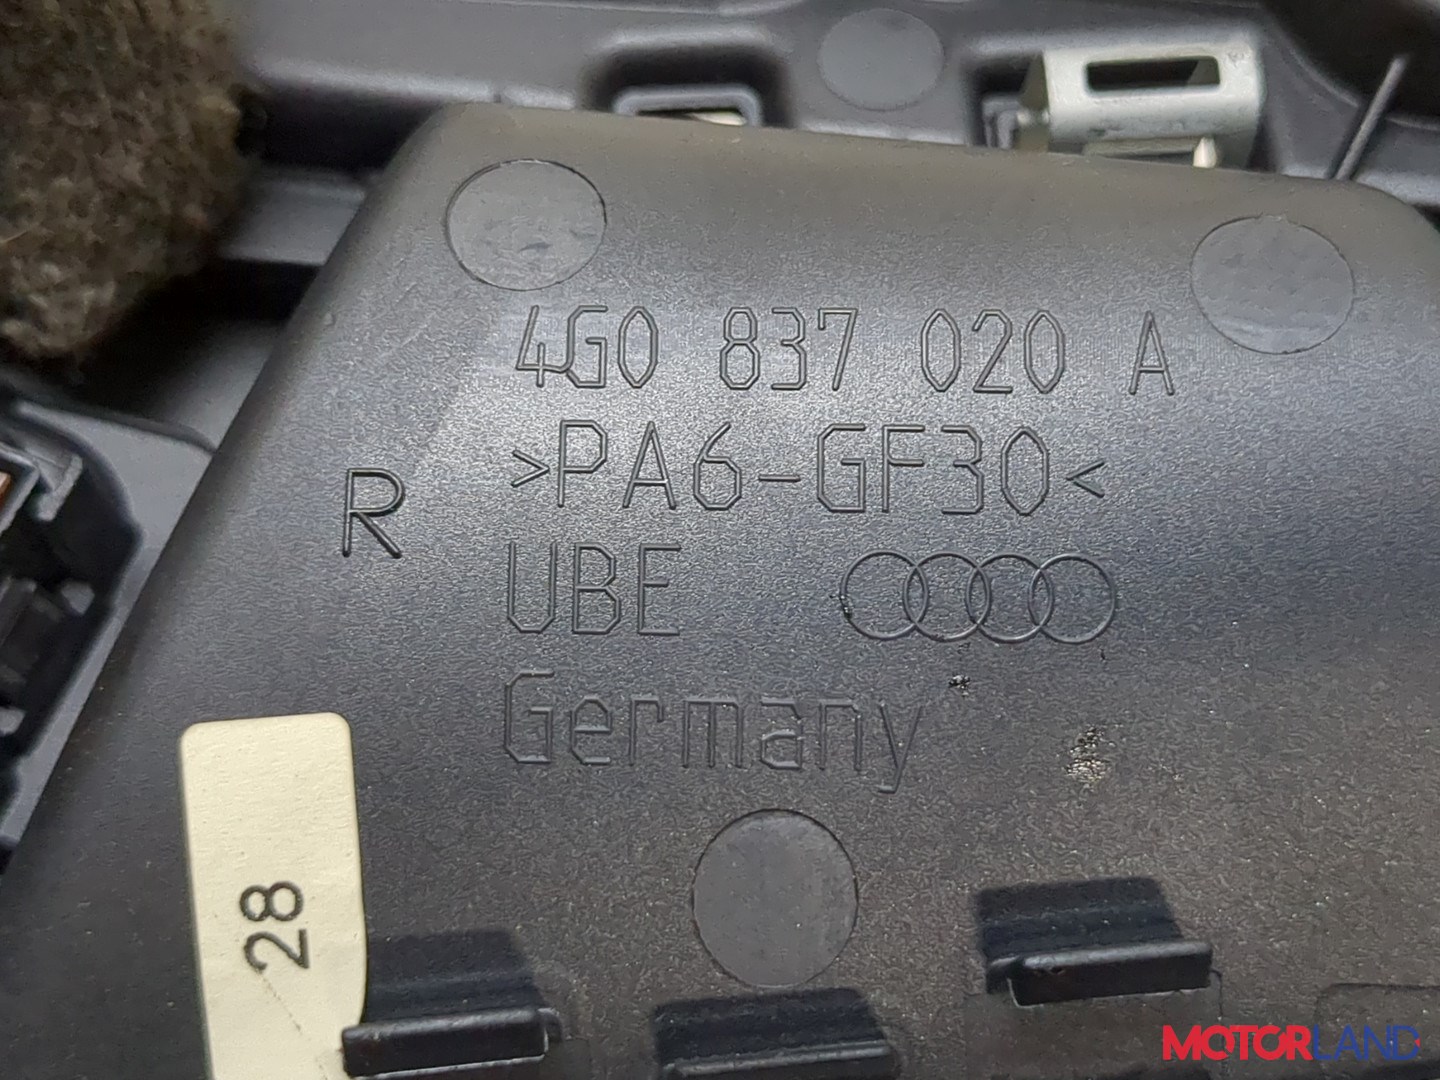 4G0 837 020 A
>PA6-GF30<
R
UBE
Germany
28
MOTORLAND